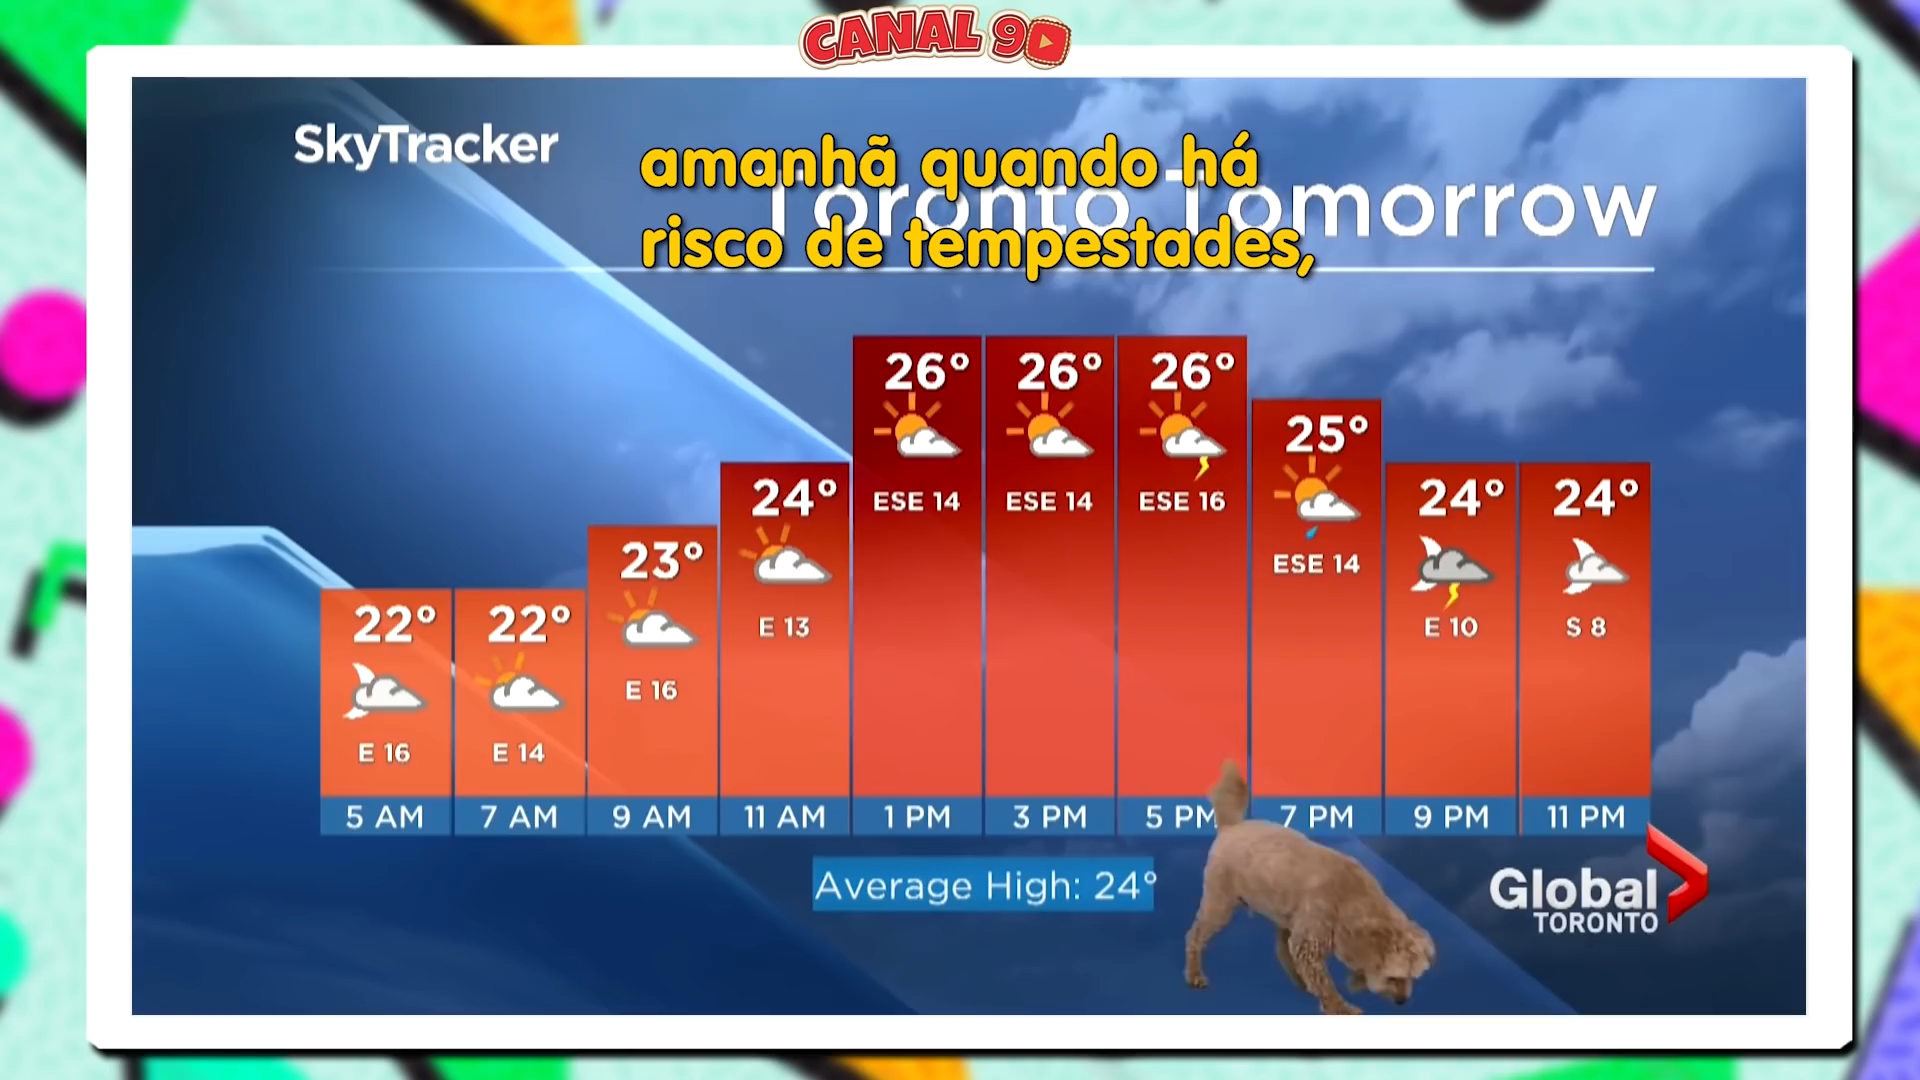 CANAL 90
SkyTracker
amanhã quando há
Toronto Tomorrow
risco de tempestades,
26° 26° 26°
25°
ESE 14 ESE 14 ESE 16
24° 24° 24°
23°
ESE 14
22° 22°
E 13 E 10 S 8
E 16
E 16 E 14
5 AM 7 AM 9 AM 11 AM 1 PM 3 PM 5 PM 7 PM 9 PM 11 PM
Average High: 24°
Global
TORONTO